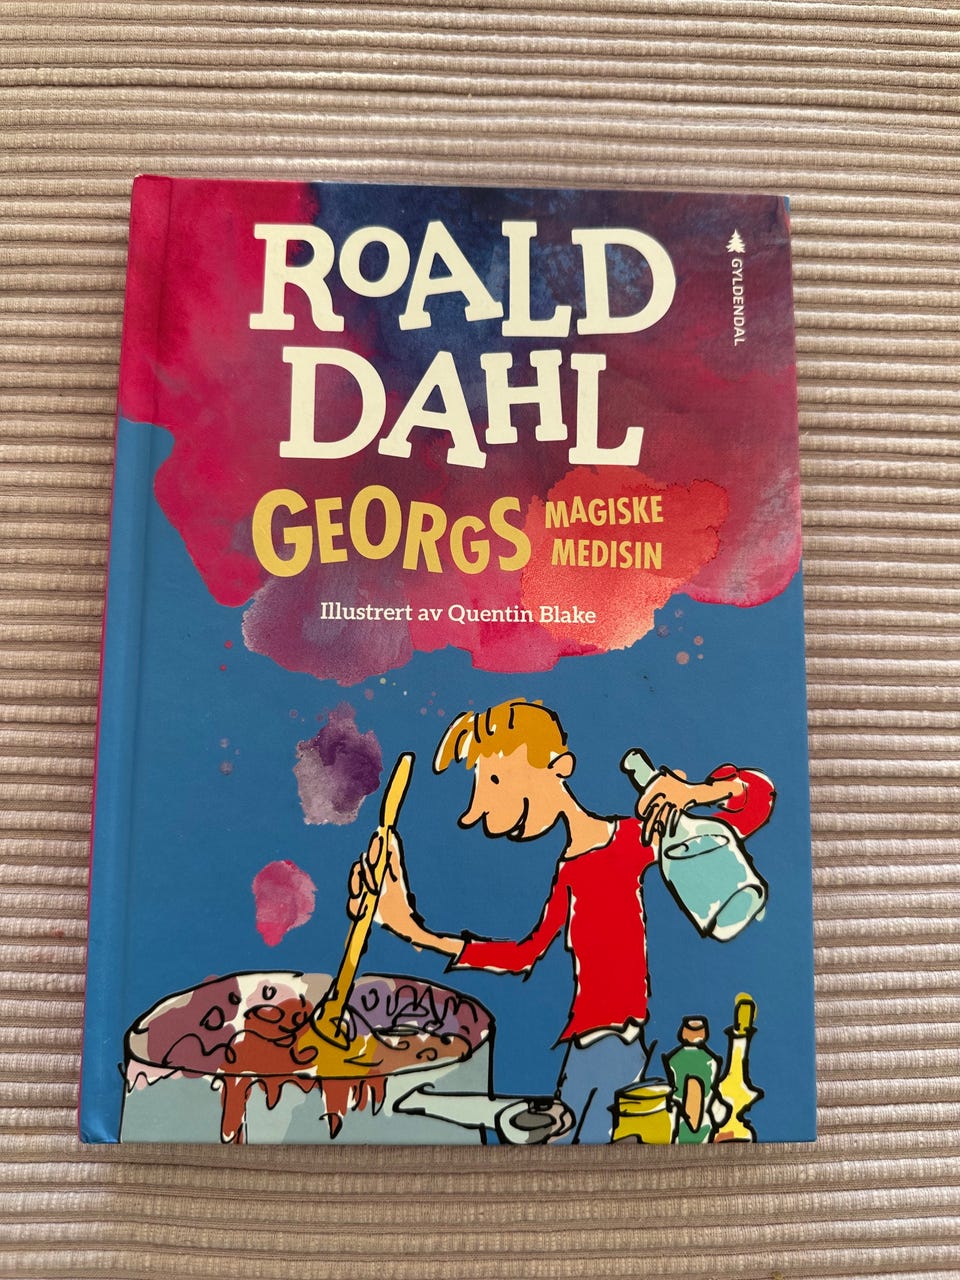 ROALD
DAHL
GEORGS MAGISKE
MEDISIN
Illustrert av Quentin Blake
GYLDENDAL